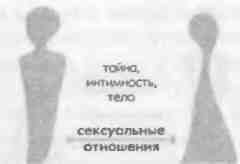 тайна,
интимность,
тело
сексуальные
отношения